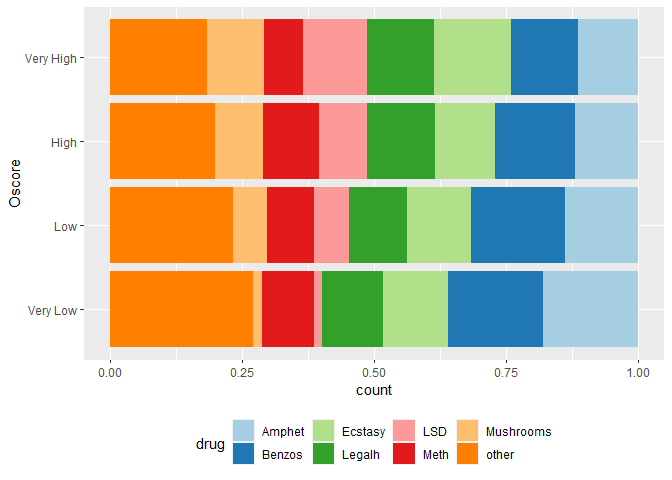 Oscore
Very High
High
Low
Very Low
0.00 0.25 0.50 0.75 1.00
count
drug
Amphet Ecstasy LSD Mushrooms
Benzos Legalh Meth other